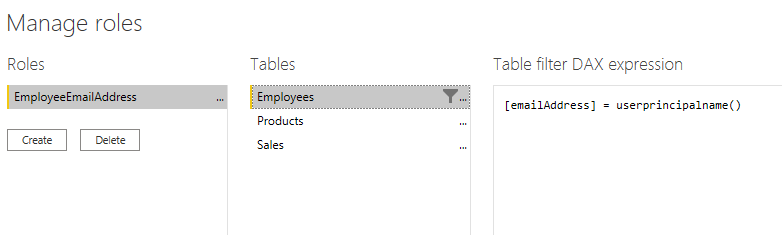 Manage roles
Roles
Tables
Table filter DAX expression
EmployeeEmailAddress ...
Employees ...
[emailAddress] = userprincipalname()
Products ...
Create Delete
Sales ...